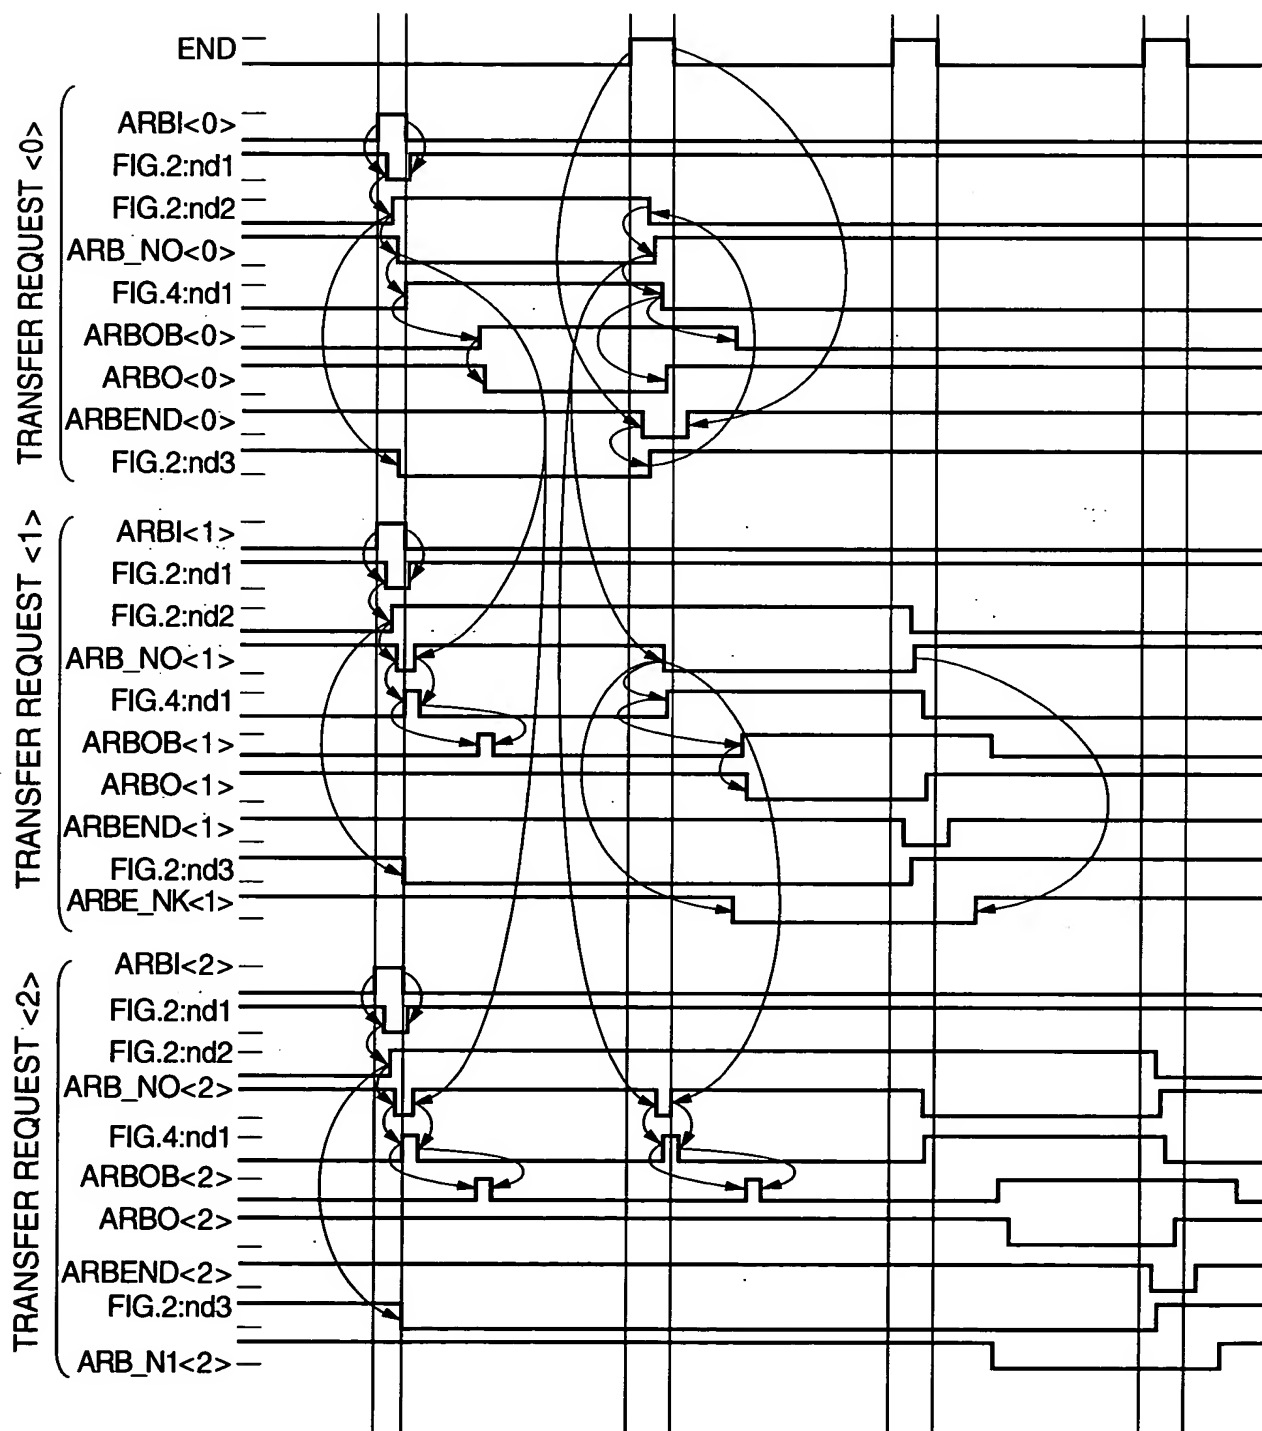 END
TRANSFER REQUEST <0>
ARBI<0>
FIG.2:nd1
FIG.2:nd2
ARB_NO<0>
FIG.4:nd1
ARBOB<0>
ARBO<0>
ARBEND<0>
FIG.2:nd3
TRANSFER REQUEST <1>
ARBI<1>
FIG.2:nd1
FIG.2:nd2
ARB_NO<1>
FIG.4:nd1
ARBOB<1>
ARBO<1>
ARBEND<1>
FIG.2:nd3
ARBE_NK<1>
TRANSFER REQUEST <2>
ARBI<2>
FIG.2:nd1
FIG.2:nd2
ARB_NO<2>
FIG.4:nd1
ARBOB<2>
ARBO<2>
ARBEND<2>
FIG.2:nd3
ARB_N1<2>